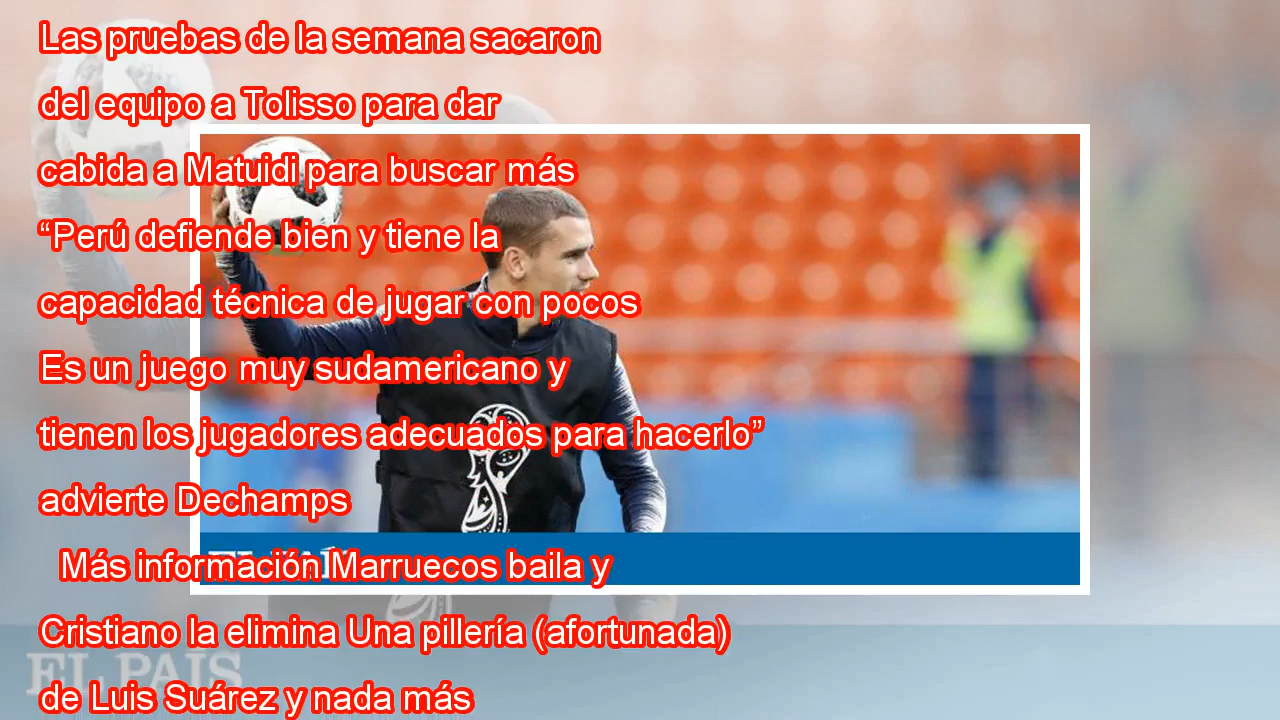 Las pruebas de la semana sacaron
del equipo a Tolisso para dar
cabida a Matuidi para buscar más
“Perú defiende bien y tiene la
capacidad técnica de jugar con pocos
Es un juego muy sudamericano y
tienen los jugadores adecuados para hacerlo”
advierte Dechamps
Más información Marruecos baila y
Cristiano la elimina Una pillería (afortunada)
EL PAÍS
de Luis Suárez y nada más